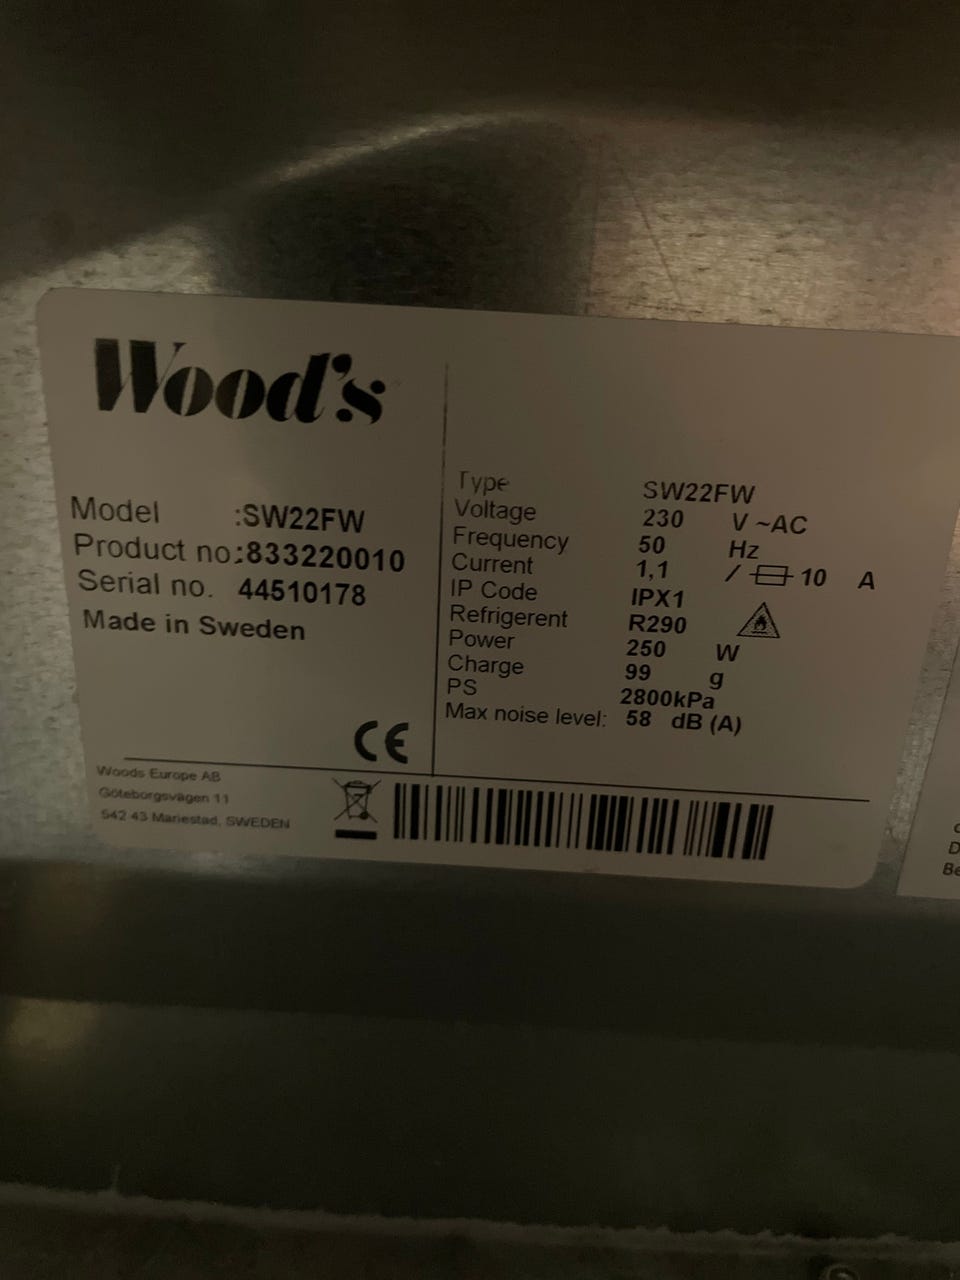 Wood's
Model :SW22FW
Product no:833220010
Serial no. 44510178
Made in Sweden
CE
Woods Europe AB
Göteborgsvägen 11
542 43 Mariestad, SWEDEN
Type SW22FW
Voltage 230 V ~AC
Frequency 50 Hz
Current 1,1 / 10 A
IP Code IPX1
Refrigerent R290
Power 250 W
Charge 99 g
PS 2800kPa
Max noise level: 58 dB (A)
D
Be